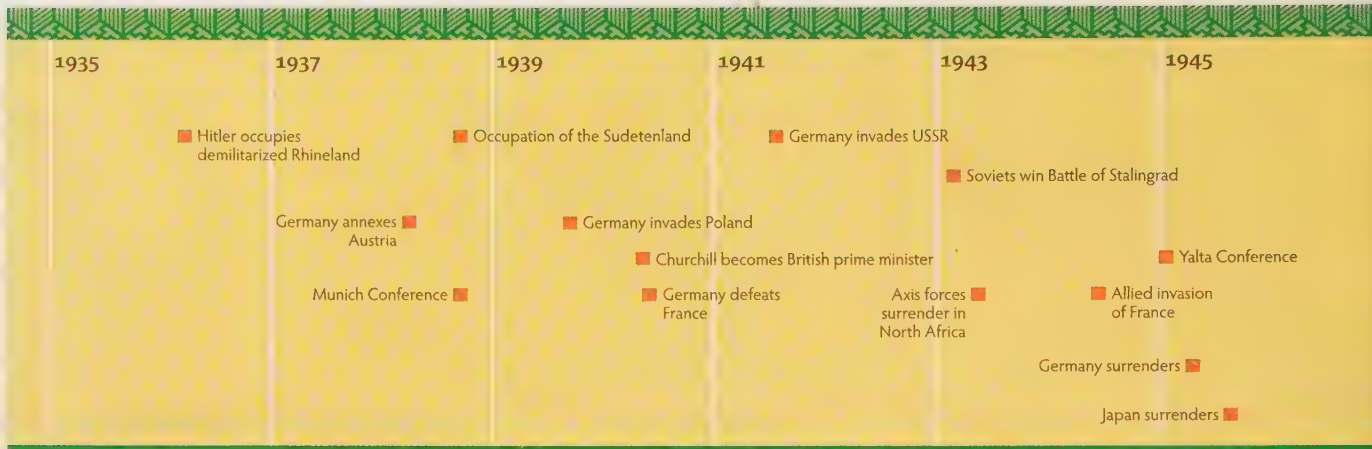 1935
1937
1939
1941
1943
1945
Hitler occupies
demilitarized Rhineland
Occupation of the Sudetenland
Germany invades USSR
Soviets win Battle of Stalingrad
Germany annexes
Austria
Germany invades Poland
Churchill becomes British prime minister
Yalta Conference
Munich Conference
Germany defeats
France
Axis forces
surrender in
North Africa
Allied invasion
of France
Germany surrenders
Japan surrenders